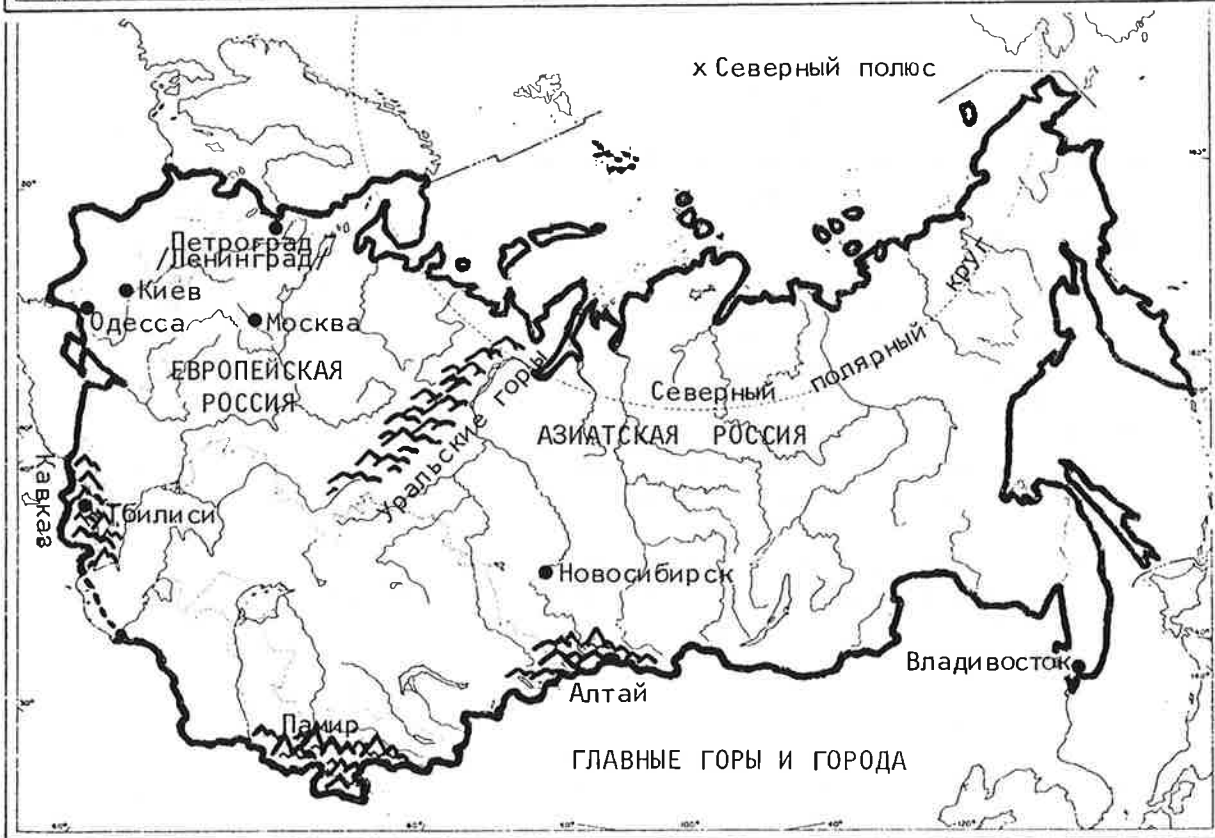 x Северный полюс
Петроград
/Ленинград/
Киев
Одесса
Москва
ЕВРОПЕЙСКАЯ
РОССИЯ
Уральские горы
Северный полярный круг
АЗИАТСКАЯ РОССИЯ
Кавказ
Тбилиси
Новосибирск
Владивосток
Алтай
Памир
ГЛАВНЫЕ ГОРЫ И ГОРОДА